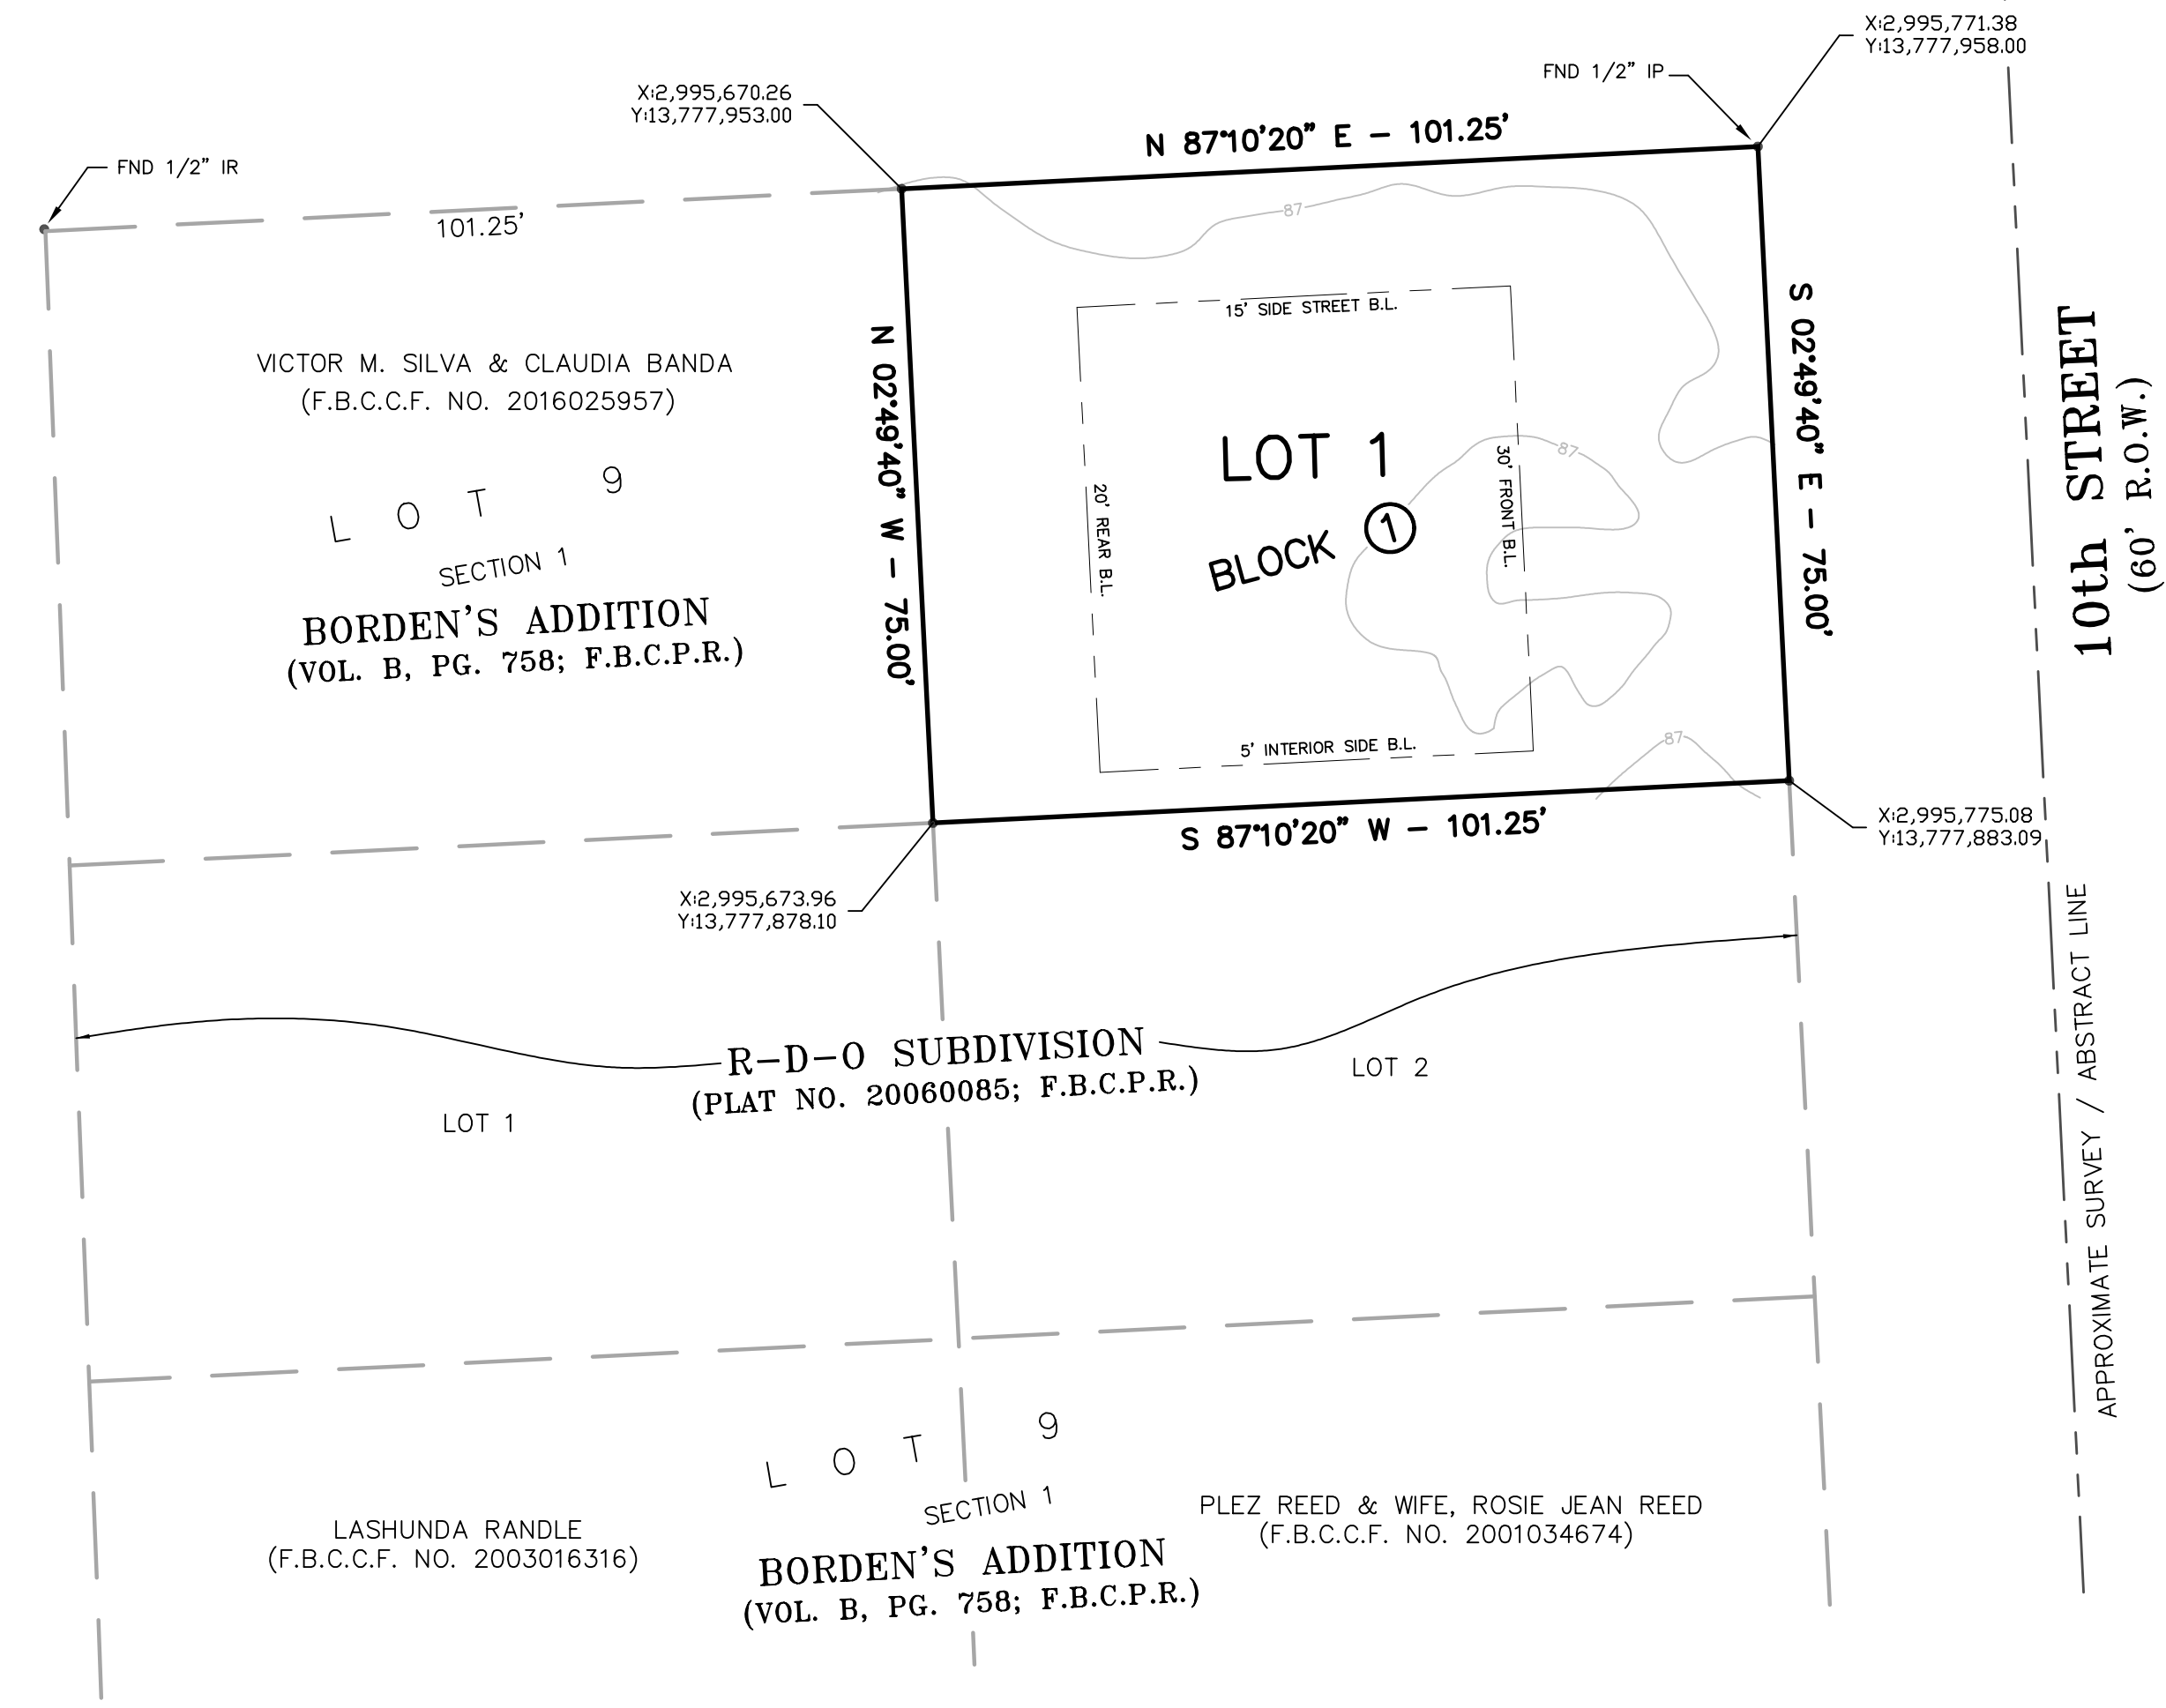 X:2,995,771.38
Y:13,777,958.00
FND 1/2" IP
X:2,995,670.26
Y:13,777,953.00
N 87°10'20" E - 101.25'
FND 1/2" IR
101.25'
87
15' SIDE STREET B.L.
N 02°49'40" W - 75.00'
S 02°49'40" E - 75.00'
10th STREET
(60' R.O.W.)
VICTOR M. SILVA & CLAUDIA BANDA
(F.B.C.C.F. NO. 2016025957)
LOT 9
SECTION 1
BORDEN'S ADDITION
(VOL. B, PG. 758; F.B.C.P.R.)
LOT 1
BLOCK 1
20' REAR B.L.
30' FRONT B.L.
87
5' INTERIOR SIDE B.L.
87
S 87°10'20" W - 101.25'
X:2,995,775.08
Y:13,777,883.09
X:2,995,673.96
Y:13,777,878.10
APPROXIMATE SURVEY / ABSTRACT LINE
R-D-O SUBDIVISION
(PLAT NO. 20060085; F.B.C.P.R.)
LOT 1
LOT 2
LOT 9
SECTION 1
BORDEN'S ADDITION
(VOL. B, PG. 758; F.B.C.P.R.)
LASHUNDA RANDLE
(F.B.C.C.F. NO. 2003016316)
PLEZ REED & WIFE, ROSIE JEAN REED
(F.B.C.C.F. NO. 2001034674)